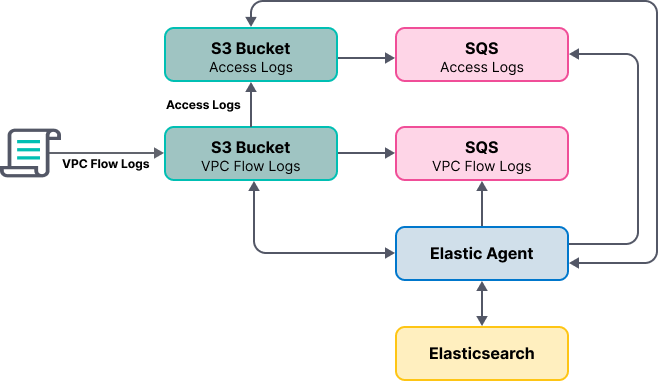 S3 Bucket
Access Logs
SQS
Access Logs
Access Logs
S3 Bucket
VPC Flow Logs
SQS
VPC Flow Logs
VPC Flow Logs
Elastic Agent
Elasticsearch